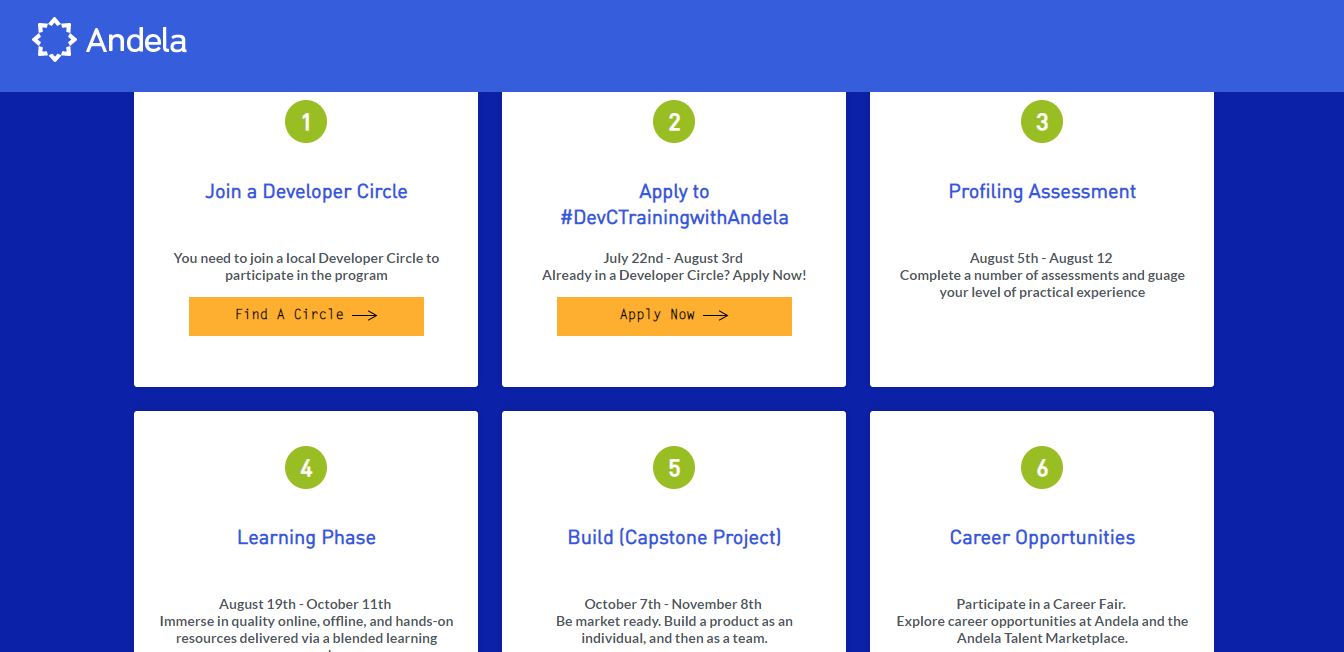 Andela
1
Join a Developer Circle
You need to join a local Developer Circle to
participate in the program
Find A Circle
2
Apply to
#DevCTrainingwithAndela
July 22nd - August 3rd
Already in a Developer Circle? Apply Now!
Apply Now
3
Profiling Assessment
August 5th - August 12
Complete a number of assessments and guage
your level of practical experience
4
Learning Phase
August 19th - October 11th
Immerse in quality online, offline, and hands-on
resources delivered via a blended learning
5
Build (Capstone Project)
October 7th - November 8th
Be market ready. Build a product as an
individual, and then as a team.
6
Career Opportunities
Participate in a Career Fair.
Explore career opportunities at Andela and the
Andela Talent Marketplace.